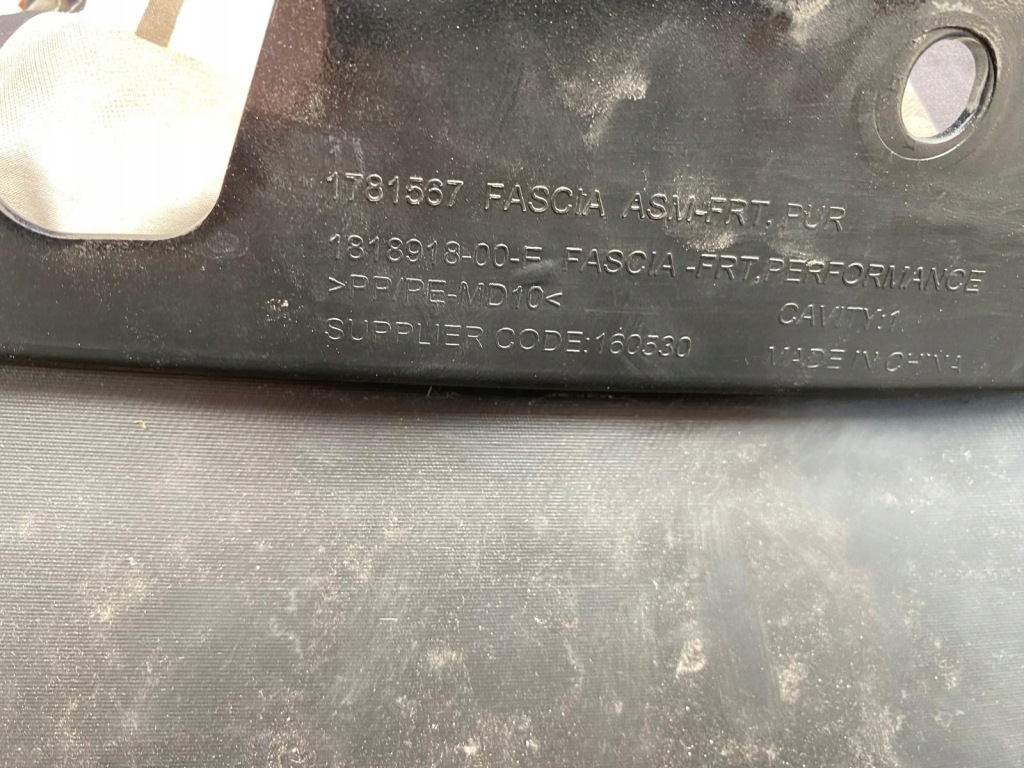 1781567 FASCIA ASM-FRT, PUR
1818918-00-E FASCIA -FRT,PERFORMANCE
>PP/PE-MD10<
CAVITY:1
SUPPLIER CODE:160530
MADE IN CHINA